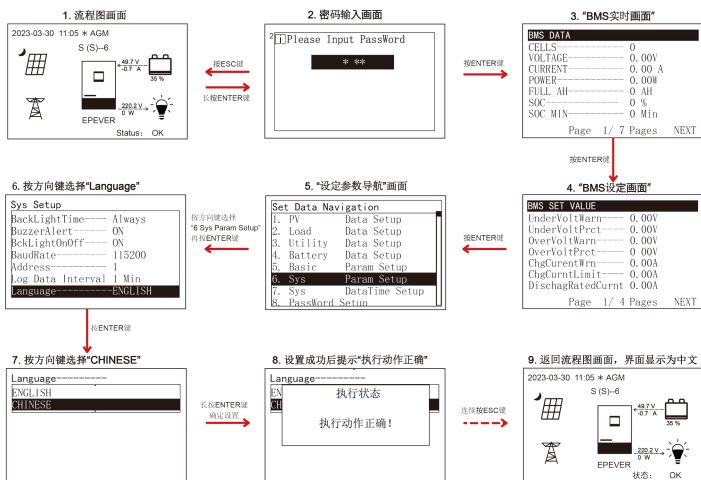 1. 流程图画面
2023-03-30 11:05 * AGM
S (S)--6
49.7 V
-0.7 A
35 %
220.2 V
0 W
EPEVER
Status: OK
按ESC键
长按ENTER键
2. 密码输入画面
2 i Please Input PassWord
* **
按ENTER键
3. "BMS实时画面"
BMS DATA
CELLS---------- 0
VOLTAGE---------- 0.00V
CURRENT---------- 0.00 A
POWER---------- 0.00W
FULL AH---------- 0 AH
SOC---------- 0 %
SOC_MIN---------- 0 Min
Page 1/ 7 Pages NEXT
按ENTER键
4. "BMS设定画面"
BMS SET VALUE
UnderVoltWarn---- 0.00V
UnderVoltPrct---- 0.00V
OverVoltWarn---- 0.00V
OverVoltPrct---- 0.00V
ChgCurentWrn---- 0.00A
ChgCurntLimit---- 0.00A
DischagRatedCurnt 0.00A
Page 1/ 4 Pages NEXT
按ENTER键
5. "设定参数导航"画面
Set Data Navigation
1. PV Data Setup
2. Load Data Setup
3. Utility Data Setup
4. Battery Data Setup
5. Basic Param Setup
6. Sys Param Setup
7. Sys DataTime Setup
8. PassWord Setup
按方向键选择
"6 Sys Param Setup"
再按ENTER键
6. 按方向键选择"Language"
Sys Setup
BackLightTime---- Always
BuzzerAlert---- ON
BckLightOnOff---- ON
BaudRate---- 115200
Address---------- 1
Log Data Interval 1 Min
Language----------ENGLISH
按ENTER键
7. 按方向键选择"CHINESE"
Language---------
ENGLISH
CHINESE
长按ENTER键
确定设置
8. 设置成功后提示"执行动作正确"
Language---------
EN
CH
执行状态
执行动作正确!
连续按ESC键
9. 返回流程图画面，界面显示为中文
2023-03-30 11:05 * AGM
S (S)--6
49.7 V
-0.7 A
35 %
220.2 V
0 W
EPEVER
状态: OK